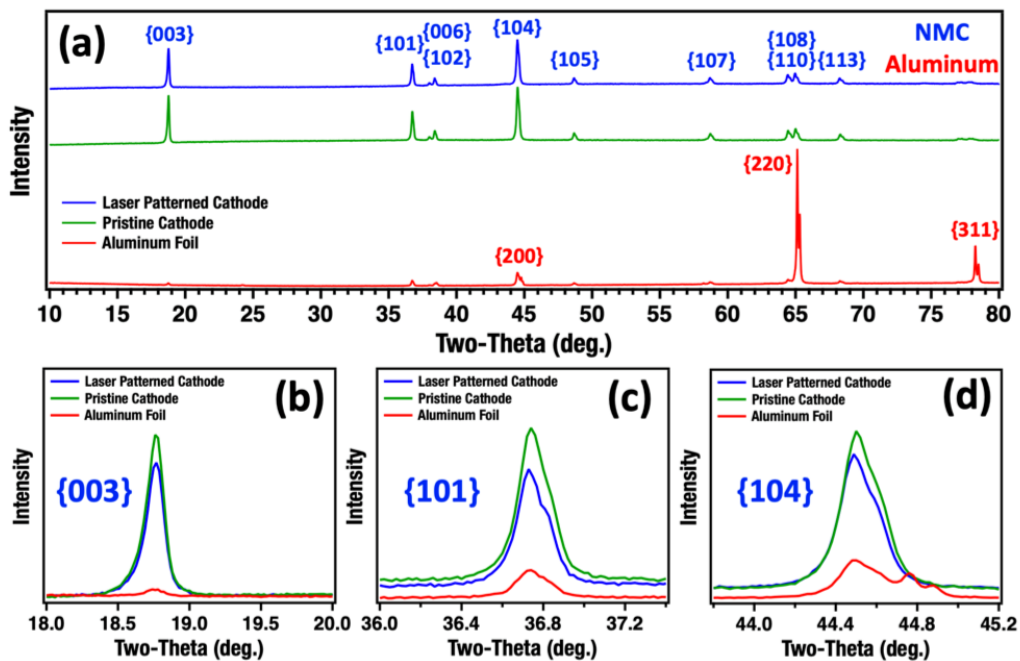 (a)
{003}
{101}
{006}
{102}
{104}
{105}
{107}
{108}
{110}
{113}
NMC
Aluminum
{220}
{311}
{200}
Intensity
Laser Patterned Cathode
Pristine Cathode
Aluminum Foil
10 15 20 25 30 35 40 45 50 55 60 65 70 75 80
Two-Theta (deg.)
Laser Patterned Cathode
Pristine Cathode
Aluminum Foil
(b)
{003}
Intensity
18.0 18.5 19.0 19.5 20.0
Two-Theta (deg.)
Laser Patterned Cathode
Pristine Cathode
Aluminum Foil
(c)
{101}
Intensity
36.0 36.4 36.8 37.2
Two-Theta (deg.)
Laser Patterned Cathode
Pristine Cathode
Aluminum Foil
(d)
{104}
Intensity
44.0 44.4 44.8 45.2
Two-Theta (deg.)